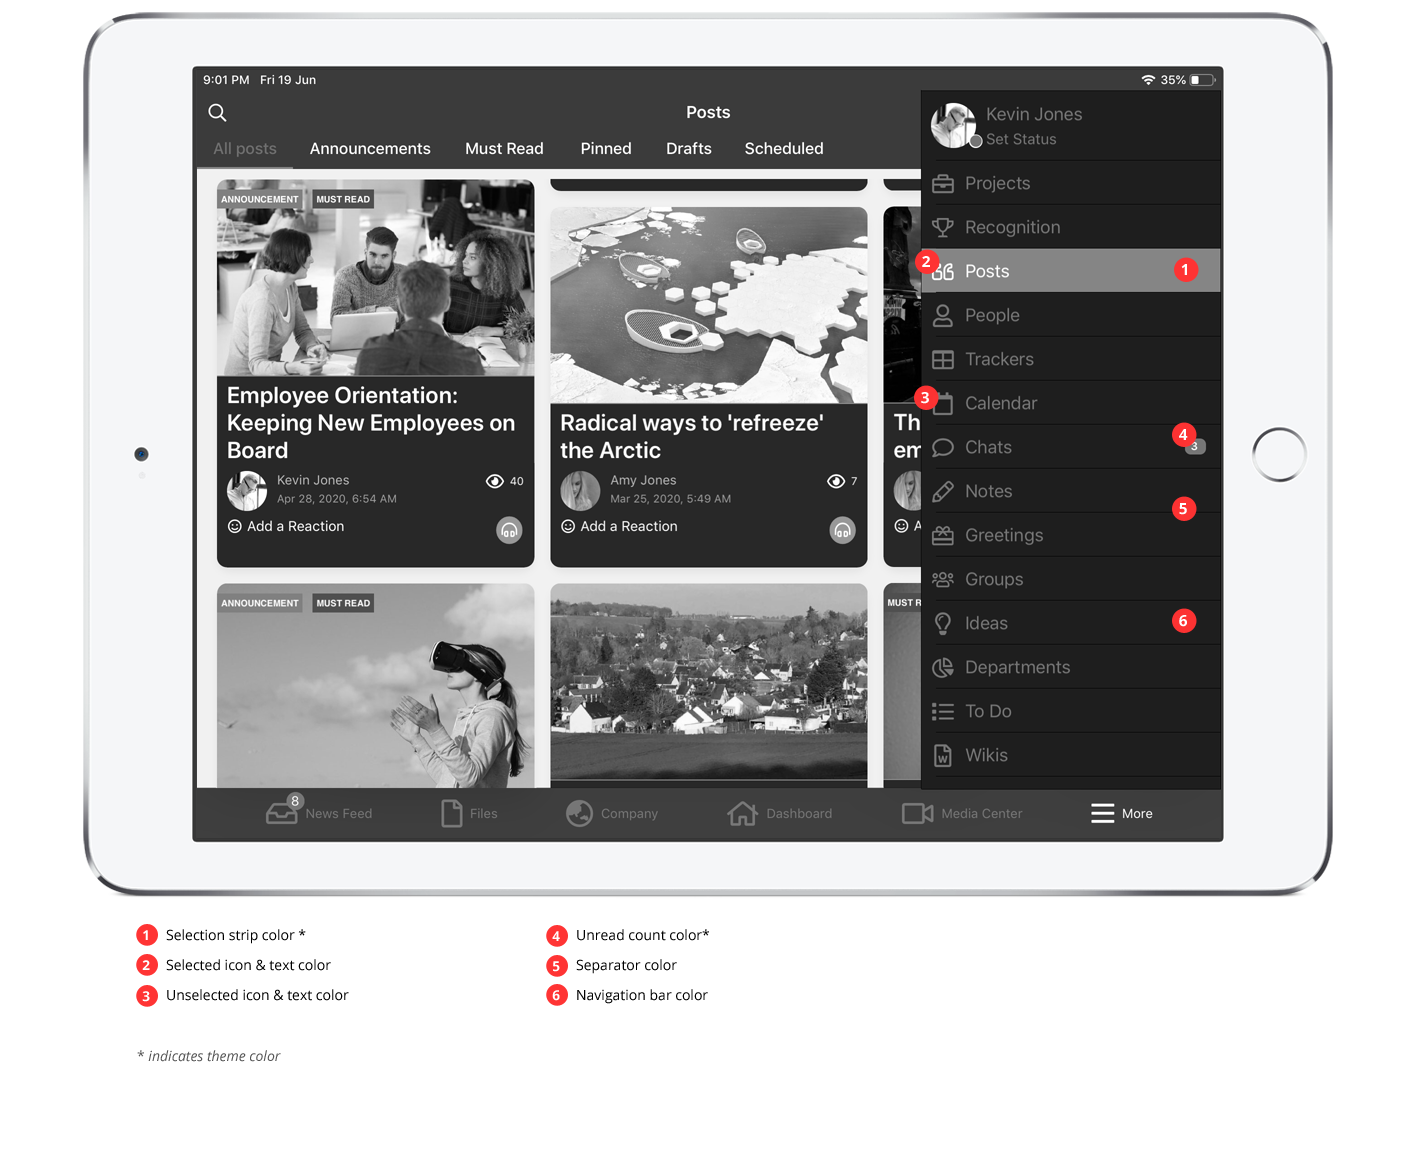 9:01 PM Fri 19 Jun
35%
Posts
All posts Announcements Must Read Pinned Drafts Scheduled
ANNOUNCEMENT MUST READ
Employee Orientation:
Keeping New Employees on
Board
Kevin Jones
Apr 28, 2020, 6:54 AM
40
Add a Reaction
Radical ways to 'refreeze'
the Arctic
Amy Jones
Mar 25, 2020, 5:49 AM
7
Add a Reaction
Th
em
A
ANNOUNCEMENT MUST READ
MUST R
Kevin Jones
Set Status
Projects
Recognition
2 Posts 1
People
Trackers
3 Calendar
Chats 4 3
Notes
5
Greetings
Groups
Ideas 6
Departments
To Do
W Wikis
8 News Feed
Files
Company
Dashboard
Media Center
More
1 Selection strip color *
2 Selected icon & text color
3 Unselected icon & text color
4 Unread count color*
5 Separator color
6 Navigation bar color
* indicates theme color